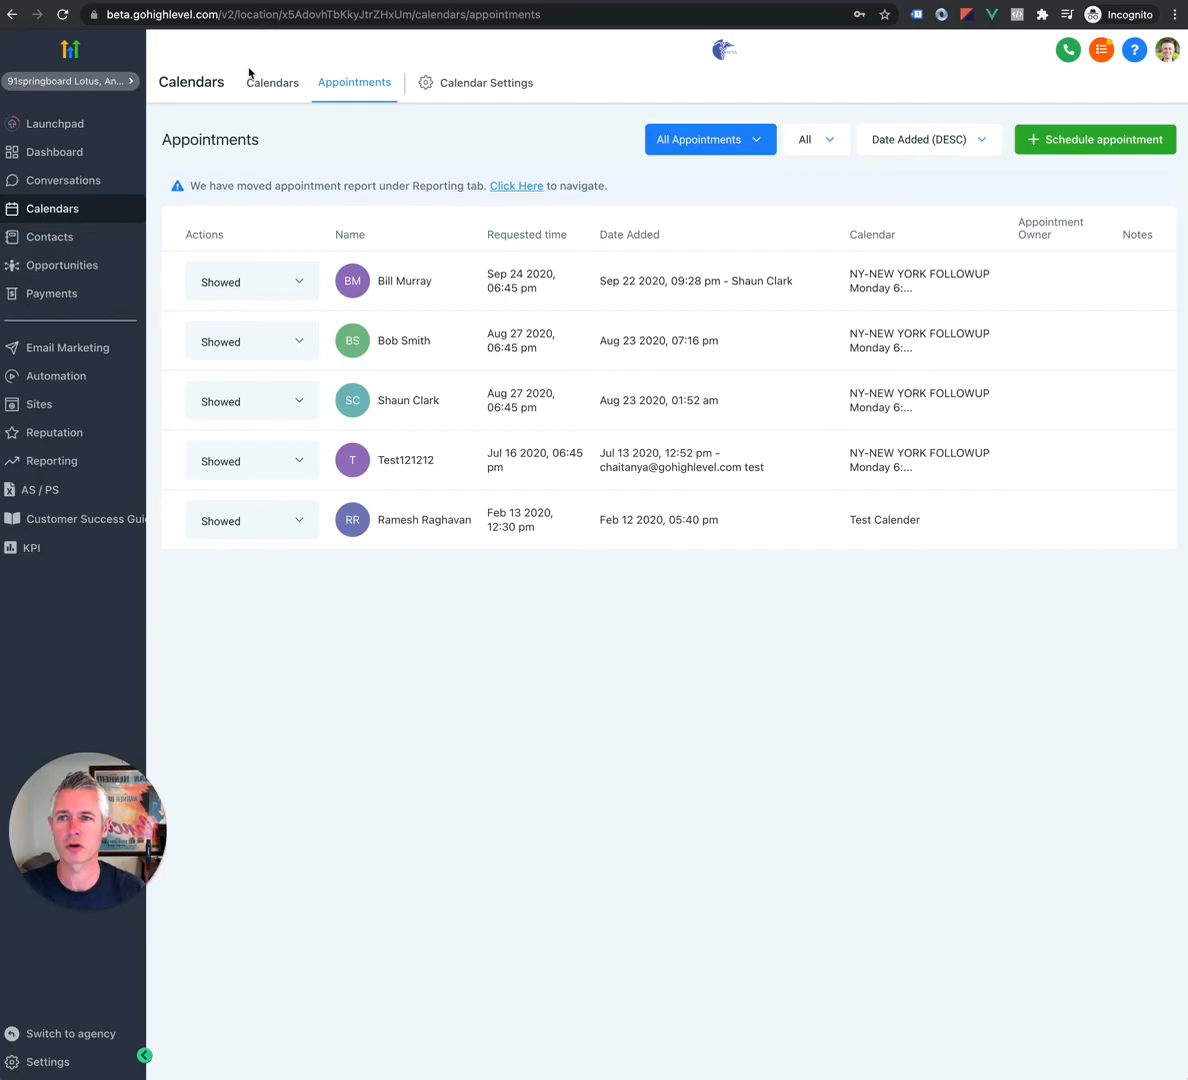 beta.gohighlevel.com/v2/location/x5AdovhTbKkyJtrZHxUm/calendars/appointments
Incognito
91springboard Lotus, An...
Launchpad
Dashboard
Conversations
Calendars
Contacts
Opportunities
Payments
Email Marketing
Automation
Sites
Reputation
Reporting
AS / PS
Customer Success Gui
KPI
Switch to agency
Settings
Calendars
Calendars
Appointments
Calendar Settings
Appointments
All Appointments
All
Date Added (DESC)
+ Schedule appointment
We have moved appointment report under Reporting tab. Click Here to navigate.
Actions
Name
Requested time
Date Added
Calendar
Appointment
Owner
Notes
Showed
BM
Bill Murray
Sep 24 2020,
06:45 pm
Sep 22 2020, 09:28 pm - Shaun Clark
NY-NEW YORK FOLLOWUP
Monday 6:...
Showed
BS
Bob Smith
Aug 27 2020,
06:45 pm
Aug 23 2020, 07:16 pm
NY-NEW YORK FOLLOWUP
Monday 6:...
Showed
SC
Shaun Clark
Aug 27 2020,
06:45 pm
Aug 23 2020, 01:52 am
NY-NEW YORK FOLLOWUP
Monday 6:...
Showed
T
Test121212
Jul 16 2020, 06:45
pm
Jul 13 2020, 12:52 pm -
chaitanya@gohighlevel.com test
NY-NEW YORK FOLLOWUP
Monday 6:...
Showed
RR
Ramesh Raghavan
Feb 13 2020,
12:30 pm
Feb 12 2020, 05:40 pm
Test Calender